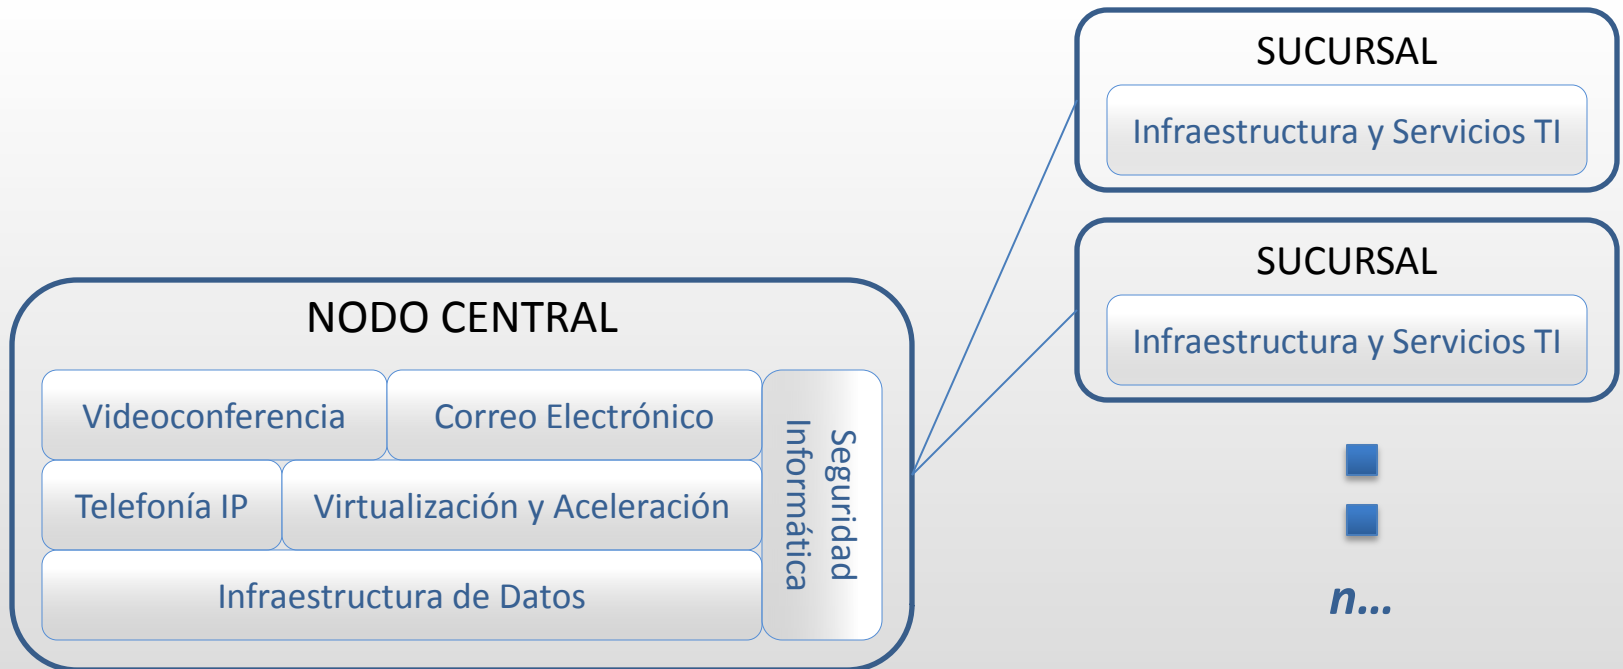 SUCURSAL
Infraestructura y Servicios TI
SUCURSAL
Infraestructura y Servicios TI
n...
NODO CENTRAL
Videoconferencia
Correo Electrónico
Telefonía IP
Virtualización y Aceleración
Infraestructura de Datos
Seguridad
Informática